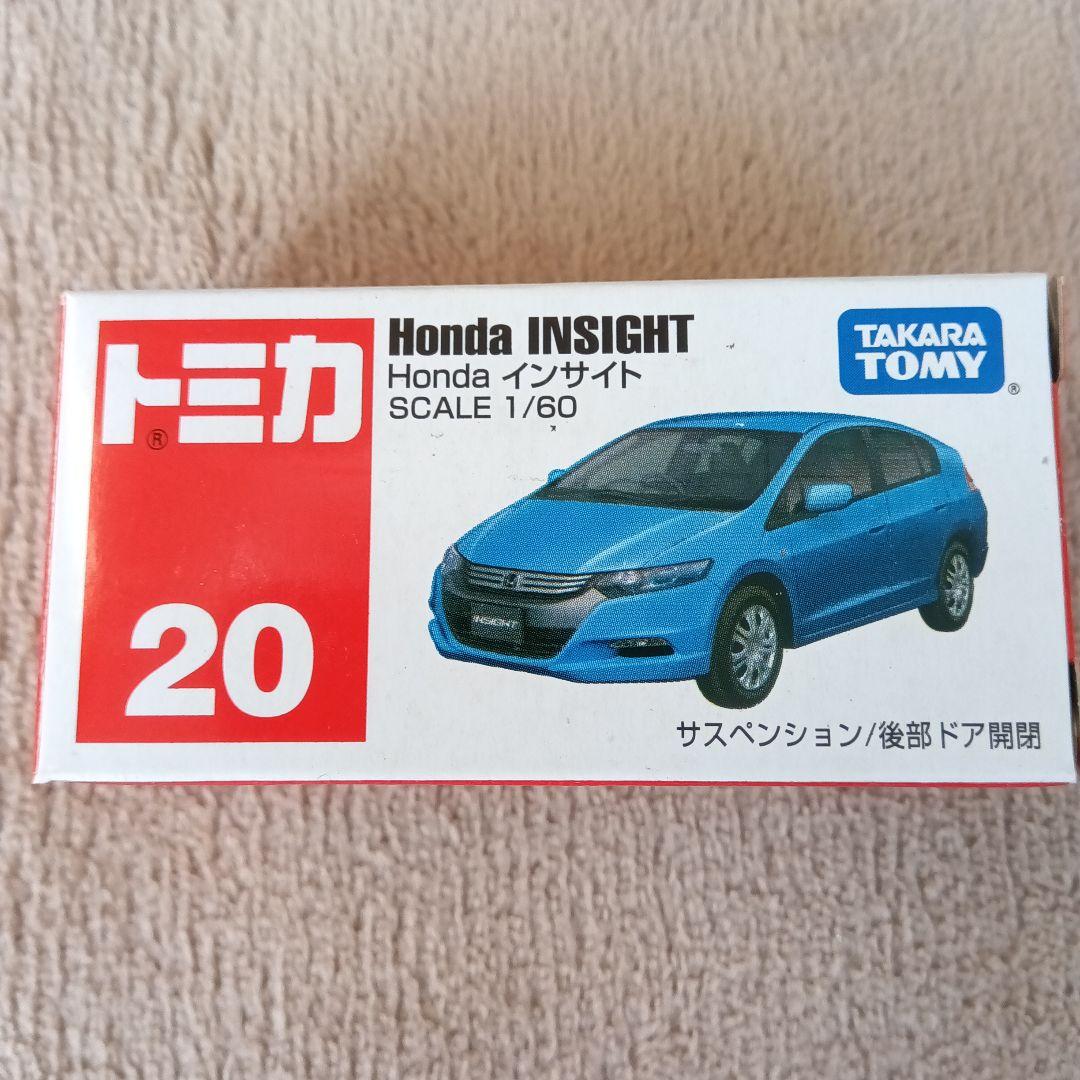 トミカ
®
20
Honda INSIGHT
Honda インサイト
SCALE 1/60
TAKARA
TOMY
®
INSIGHT
サスペンション/後部ドア開閉